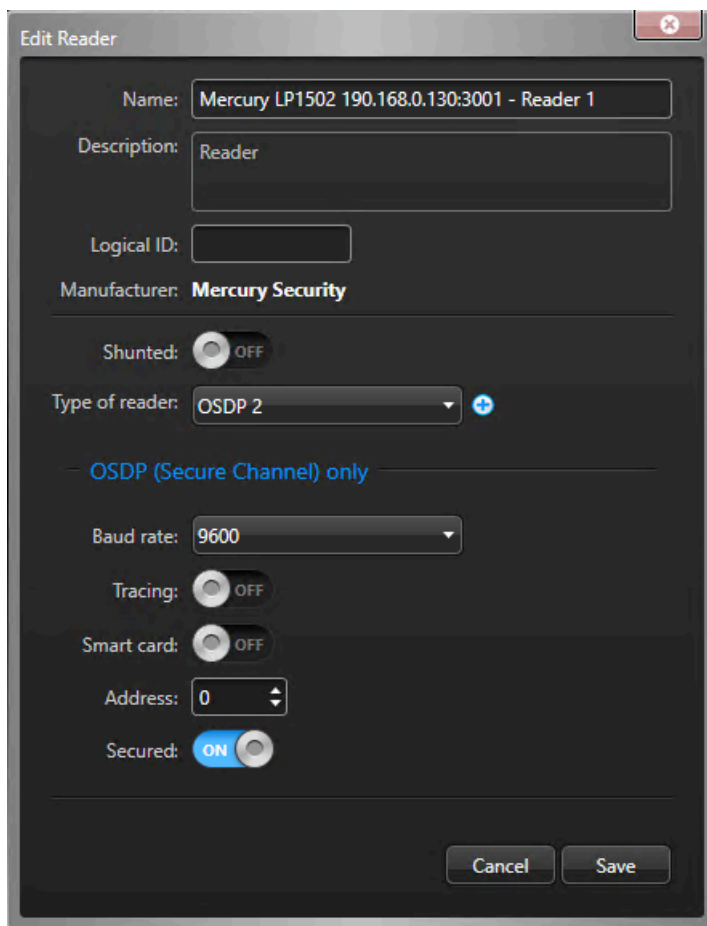 Edit Reader
Name: Mercury LP1502 190.168.0.130:3001 - Reader 1
Description: Reader
Logical ID:
Manufacturer: Mercury Security
Shunted: OFF
Type of reader: OSDP 2
OSDP (Secure Channel) only
Baud rate: 9600
Tracing: OFF
Smart card: OFF
Address: 0
Secured: ON
Cancel Save